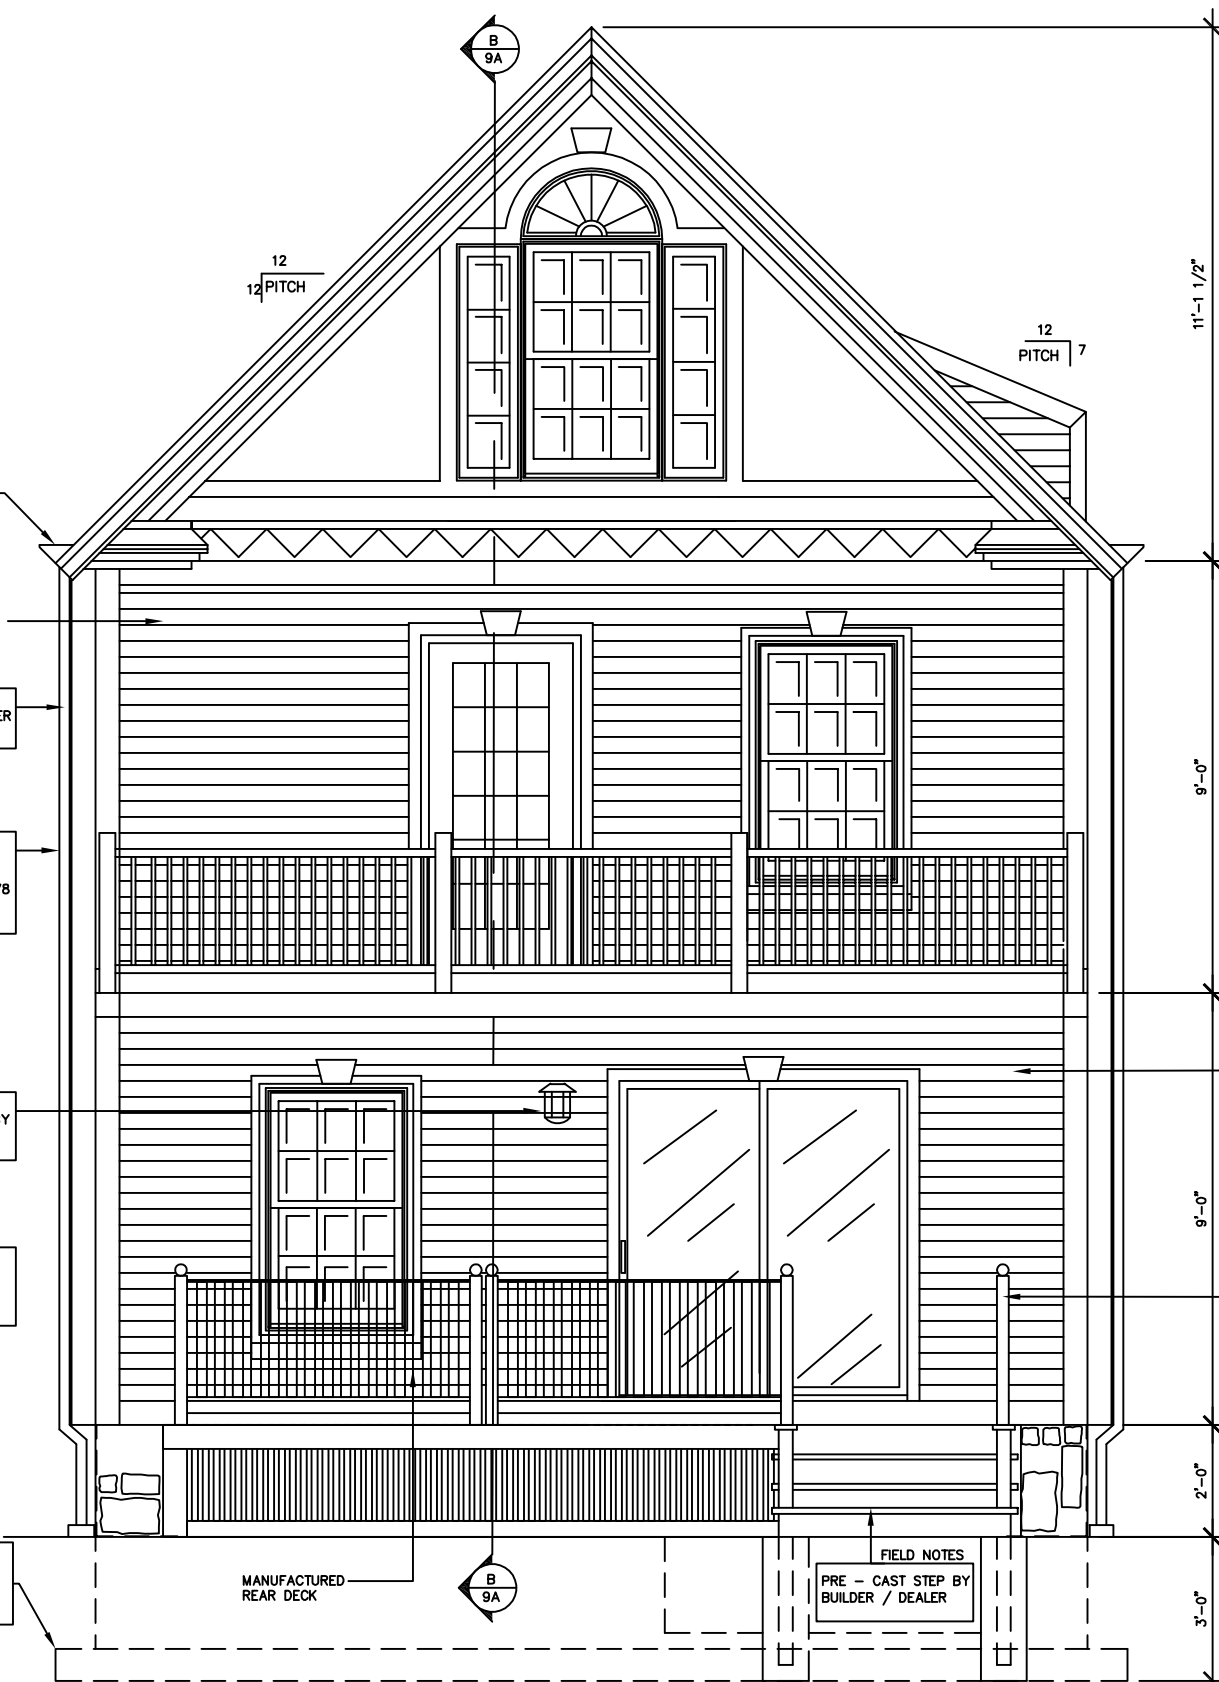 B
9A
12
12 PITCH
12
PITCH 7
11'-1 1/2"
ER
9'-0"
/8
Y
9'-0"
2'-0"
FIELD NOTES
MANUFACTURED
REAR DECK
B
9A
PRE - CAST STEP BY
BUILDER / DEALER
3'-0"